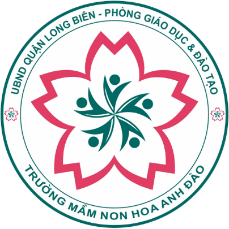 UBND QUẬN LONG BIÊN - PHÒNG GIÁO DỤC & ĐÀO TẠO
TRƯỜNG MẦM NON HOA ANH ĐÀO